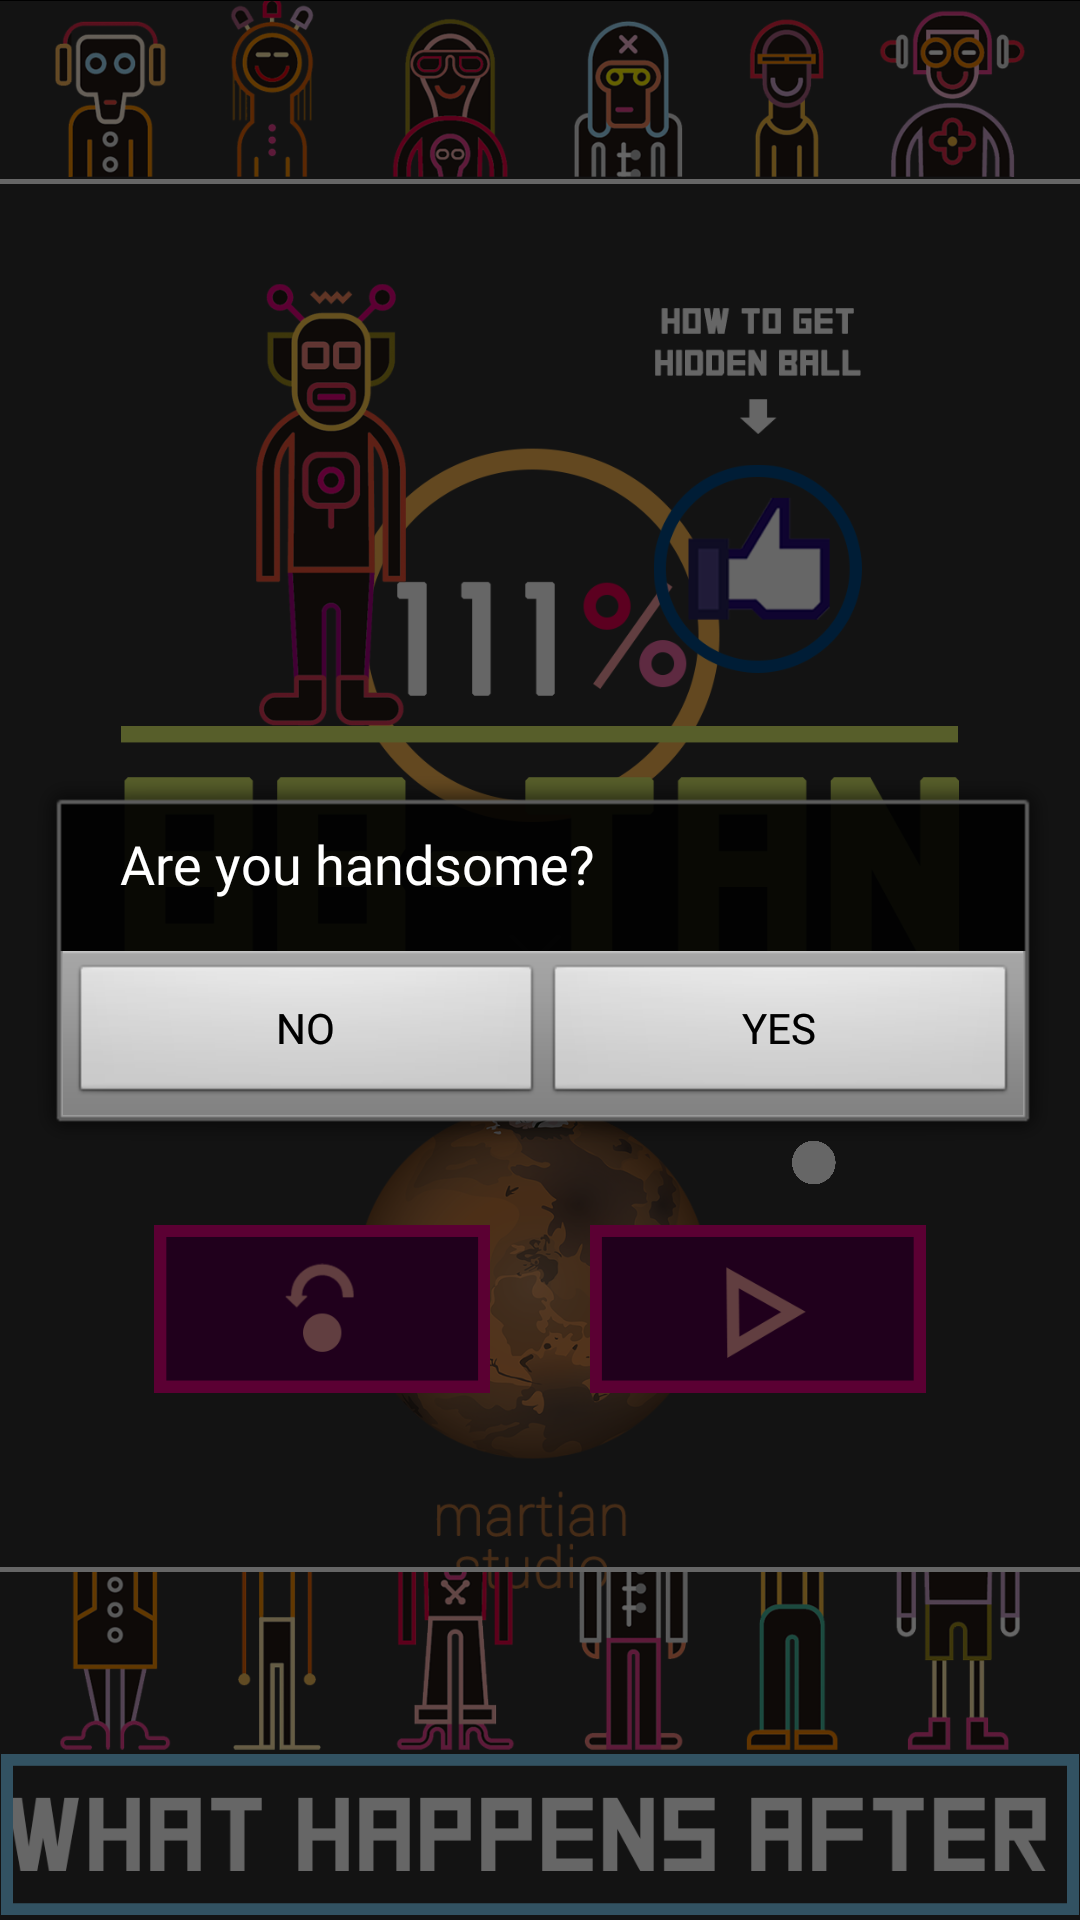 HOW TO GET
HIDDEN BALL
111%
Are you handsome?
NO
YES
martian
studio
WHAT HAPPENS AFTER